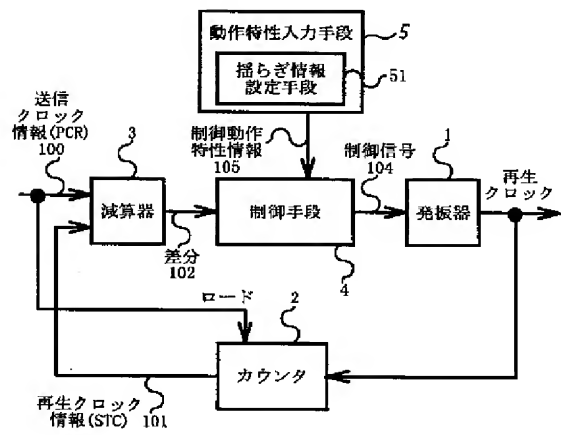 動作特性入力手段
5
揺らぎ情報
設定手段
51
送信
クロック
情報(PCR)
100
3
減算器
差分
102
制御動作
特性情報
105
制御手段
4
制御信号
104
1
発振器
再生
クロック
ロード
2
カウンタ
再生クロック
情報(STC)
101